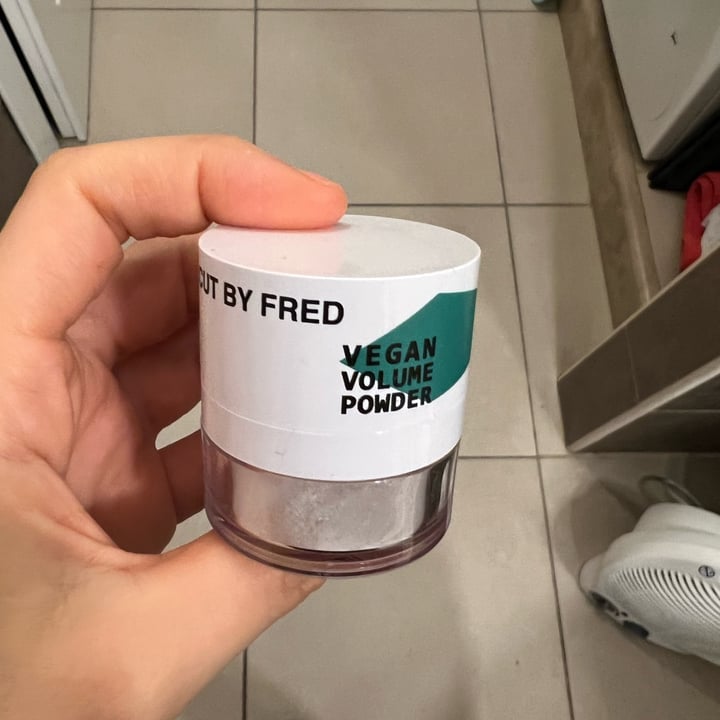 CUT BY FRED
VEGAN
VOLUME
POWDER